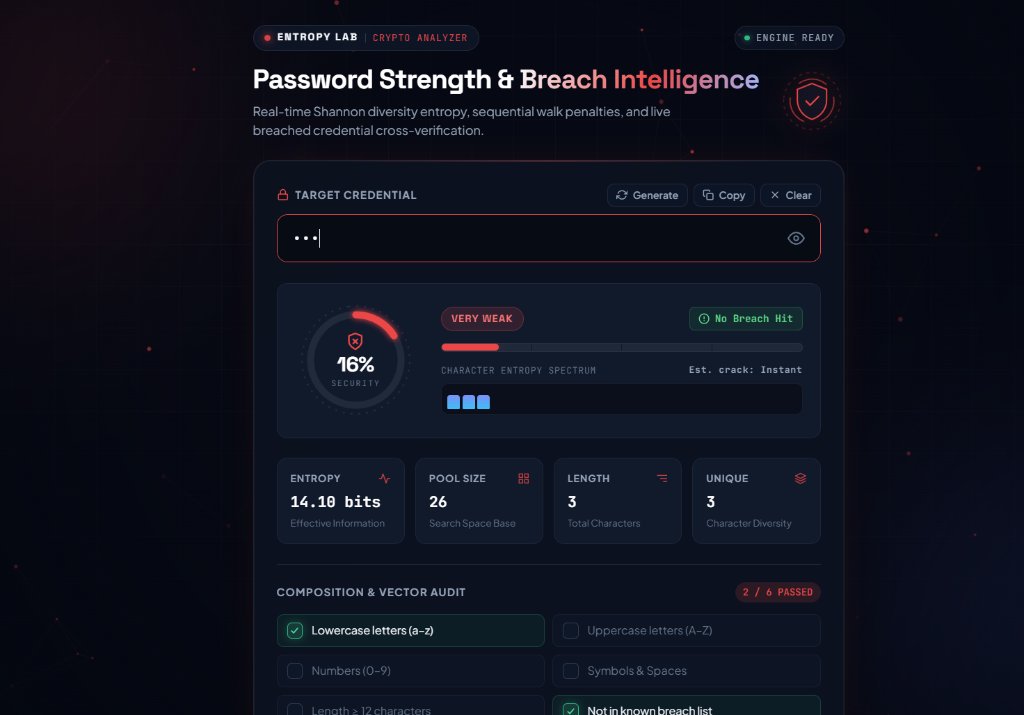 ENTROPY LAB | CRYPTO ANALYZER
ENGINE READY
Password Strength & Breach Intelligence
Real-time Shannon diversity entropy, sequential walk penalties, and live
breached credential cross-verification.
TARGET CREDENTIAL
Generate
Copy
Clear
•••
VERY WEAK
No Breach Hit
16%
SECURITY
CHARACTER ENTROPY SPECTRUM
Est. crack: Instant
ENTROPY
14.10 bits
Effective Information
POOL SIZE
26
Search Space Base
LENGTH
3
Total Characters
UNIQUE
3
Character Diversity
COMPOSITION & VECTOR AUDIT
2 / 6 PASSED
Lowercase letters (a–z)
Uppercase letters (A–Z)
Numbers (0–9)
Symbols & Spaces
Length ≥ 12 characters
Not in known breach list